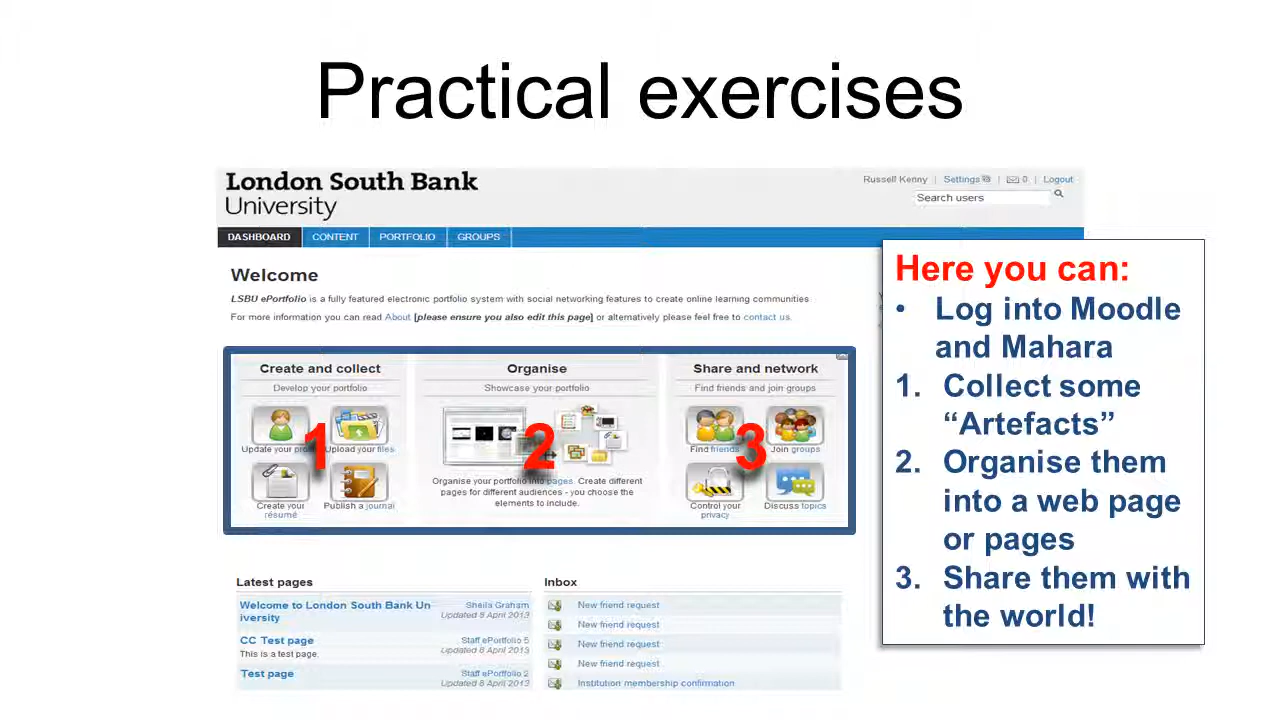 Practical exercises
London South Bank
University
Russell Kenny | Settings | 0 | Logout
Search users
DASHBOARD CONTENT PORTFOLIO GROUPS
Welcome
LSBU ePortfolio is a fully featured electronic portfolio system with social networking features to create online learning communities
For more information you can read About [please ensure you also edit this page] or alternatively please feel free to contact us.
Create and collect
Develop your portfolio
Update your
Upload your files
Create your
résumé
Publish a journal
1
Organise
Showcase your portfolio
2
Organise your portfolio into pages. Create different
pages for different audiences - you choose the
elements to include.
Share and network
Find friends and join groups
Find friends
Join groups
3
Control your
privacy
Discuss topics
Latest pages
Welcome to London South Bank Un-
iversity
Sheila Graham
Updated 8 April 2013
CC Test page
Staff ePortfolio 5
This is a test page.
Updated 8 April 2013
Test page
Staff ePortfolio 2
Updated 8 April 2013
Inbox
New friend request
New friend request
New friend request
New friend request
Institution membership confirmation
Here you can:
• Log into Moodle
and Mahara
1. Collect some
“Artefacts”
2. Organise them
into a web page
or pages
3. Share them with
the world!